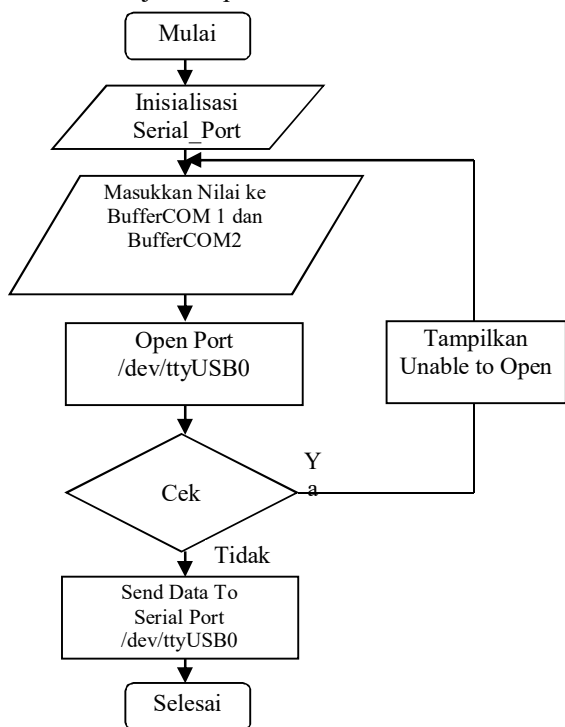 Mulai
Inisialisasi
Serial_Port
Masukkan Nilai ke
BufferCOM 1 dan
BufferCOM2
Open Port
/dev/ttyUSB0
Tampilkan
Unable to Open
Cek
Y
a
Tidak
Send Data To
Serial Port
/dev/ttyUSB0
Selesai